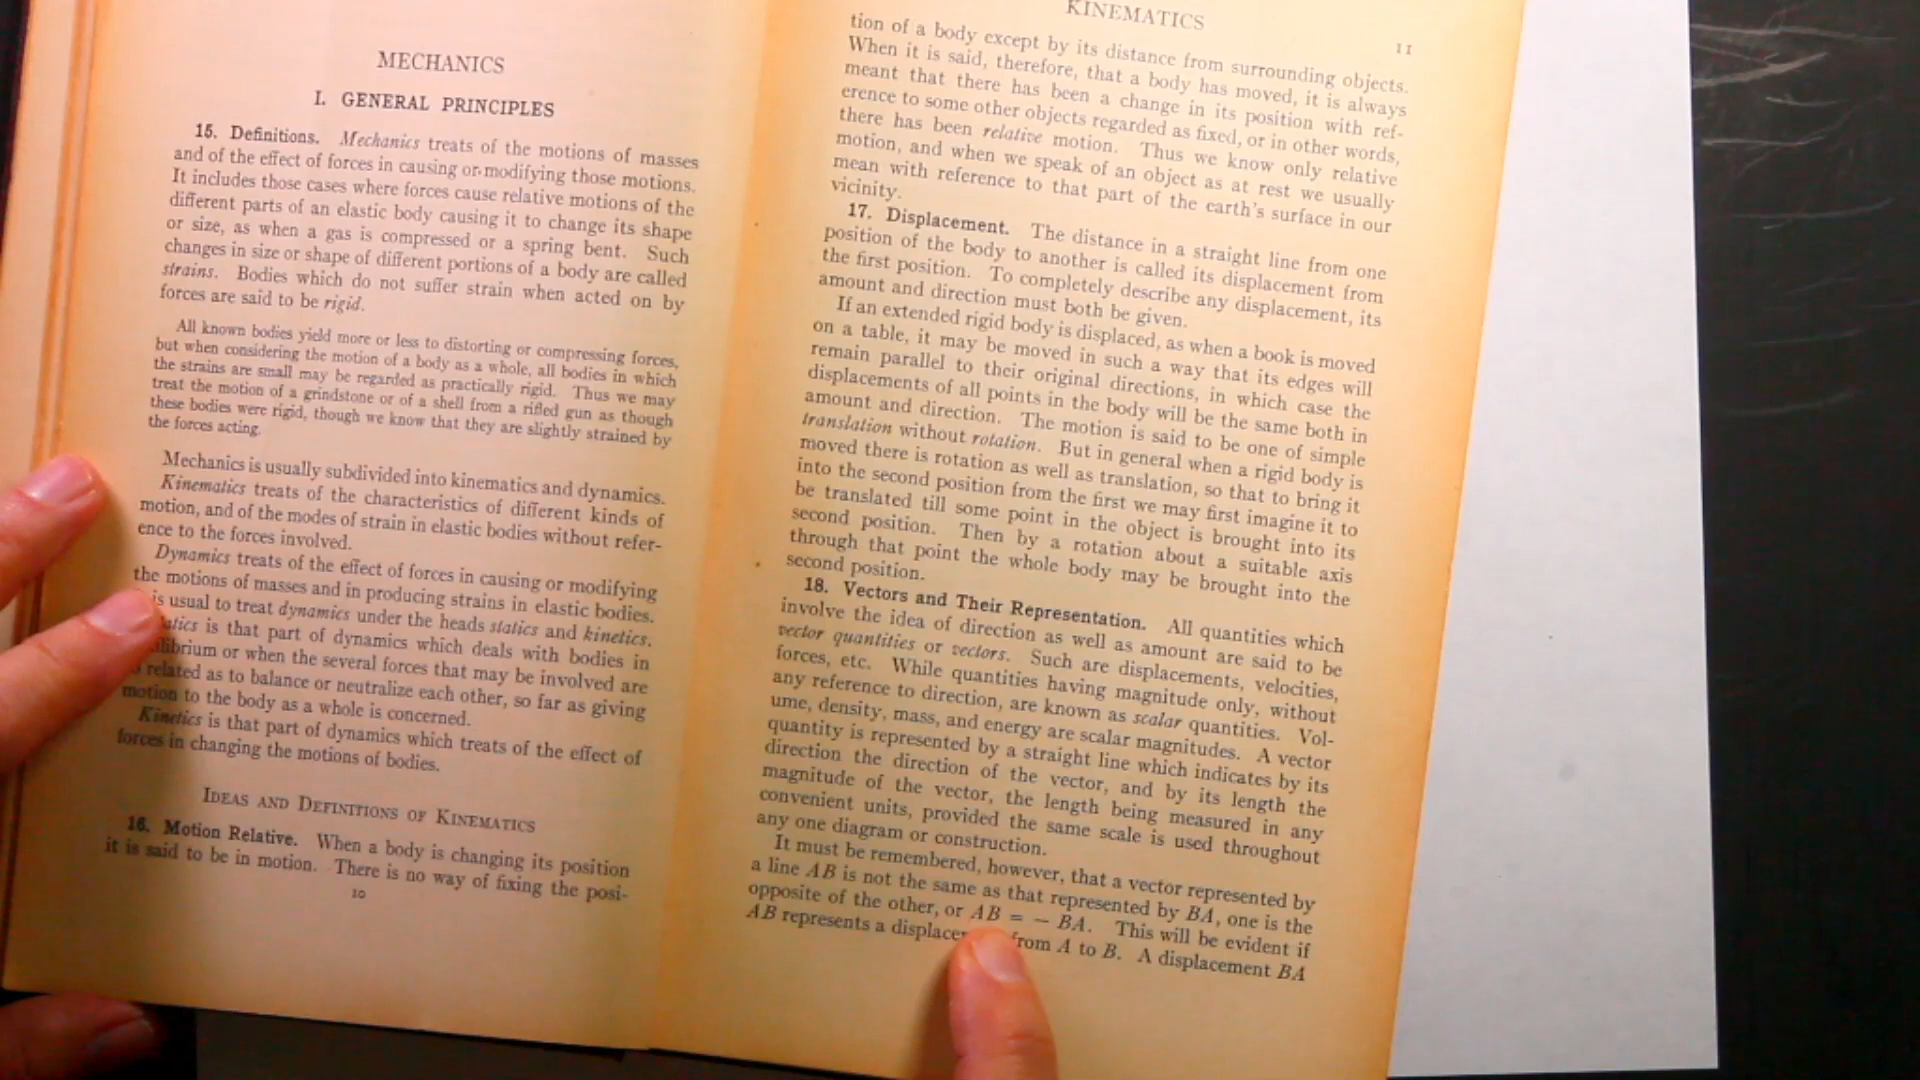 MECHANICS
I. GENERAL PRINCIPLES
15. Definitions. Mechanics treats of the motions of masses
and of the effect of forces in causing or modifying those motions.
It includes those cases where forces cause relative motions of the
different parts of an elastic body causing it to change its shape
or size, as when a gas is compressed or a spring bent. Such
changes in size or shape of different portions of a body are called
strains. Bodies which do not suffer strain when acted on by
forces are said to be rigid.
All known bodies yield more or less to distorting or compressing forces,
but when considering the motion of a body as a whole, all bodies in which
the strains are small may be regarded as practically rigid. Thus we may
treat the motion of a grindstone or of a shell from a rifled gun as though
these bodies were rigid, though we know that they are slightly strained by
the forces acting.
Mechanics is usually subdivided into kinematics and dynamics.
Kinematics treats of the characteristics of different kinds of
motion, and of the modes of strain in elastic bodies without refer-
ence to the forces involved.
Dynamics treats of the effect of forces in causing or modifying
the motions of masses and in producing strains in elastic bodies.
is usual to treat dynamics under the heads statics and kinetics.
is that part of dynamics which deals with bodies in
or when the several forces that may be involved are
related as to balance or neutralize each other, so far as giving
motion to the body as a whole is concerned.
Kinetics is that part of dynamics which treats of the effect of
forces in changing the motions of bodies.
IDEAS AND DEFINITIONS OF KINEMATICS
16. Motion Relative. When a body is changing its position
it is said to be in motion. There is no way of fixing the posi-
10
KINEMATICS 11
tion of a body except by its distance from surrounding objects.
When it is said, therefore, that a body has moved, it is always
meant that there has been a change in its position with ref-
erence to some other objects regarded as fixed, or in other words,
there has been relative motion. Thus we know only relative
motion, and when we speak of an object as at rest we usually
mean with reference to that part of the earth's surface in our
vicinity.
17. Displacement. The distance in a straight line from one
position of the body to another is called its displacement from
the first position. To completely describe any displacement, its
amount and direction must both be given.
If an extended rigid body is displaced, as when a book is moved
on a table, it may be moved in such a way that its edges will
remain parallel to their original directions, in which case the
displacements of all points in the body will be the same both in
amount and direction. The motion is said to be one of simple
translation without rotation. But in general when a rigid body is
moved there is rotation as well as translation, so that to bring it
into the second position from the first we may first imagine it to
be translated till some point in the object is brought into its
second position. Then by a rotation about a suitable axis
through that point the whole body may be brought into the
second position.
18. Vectors and Their Representation. All quantities which
involve the idea of direction as well as amount are said to be
vector quantities or vectors. Such are displacements, velocities,
forces, etc. While quantities having magnitude only, without
any reference to direction, are known as scalar quantities. Vol-
ume, density, mass, and energy are scalar magnitudes. A vector
quantity is represented by a straight line which indicates by its
direction the direction of the vector, and by its length the
magnitude of the vector, the length being measured in any
convenient units, provided the same scale is used throughout
any one diagram or construction.
It must be remembered, however, that a vector represented by
a line AB is not the same as that represented by BA, one is the
opposite of the other, or AB = − BA. This will be evident if
AB represents a from A to B. A displacement BA